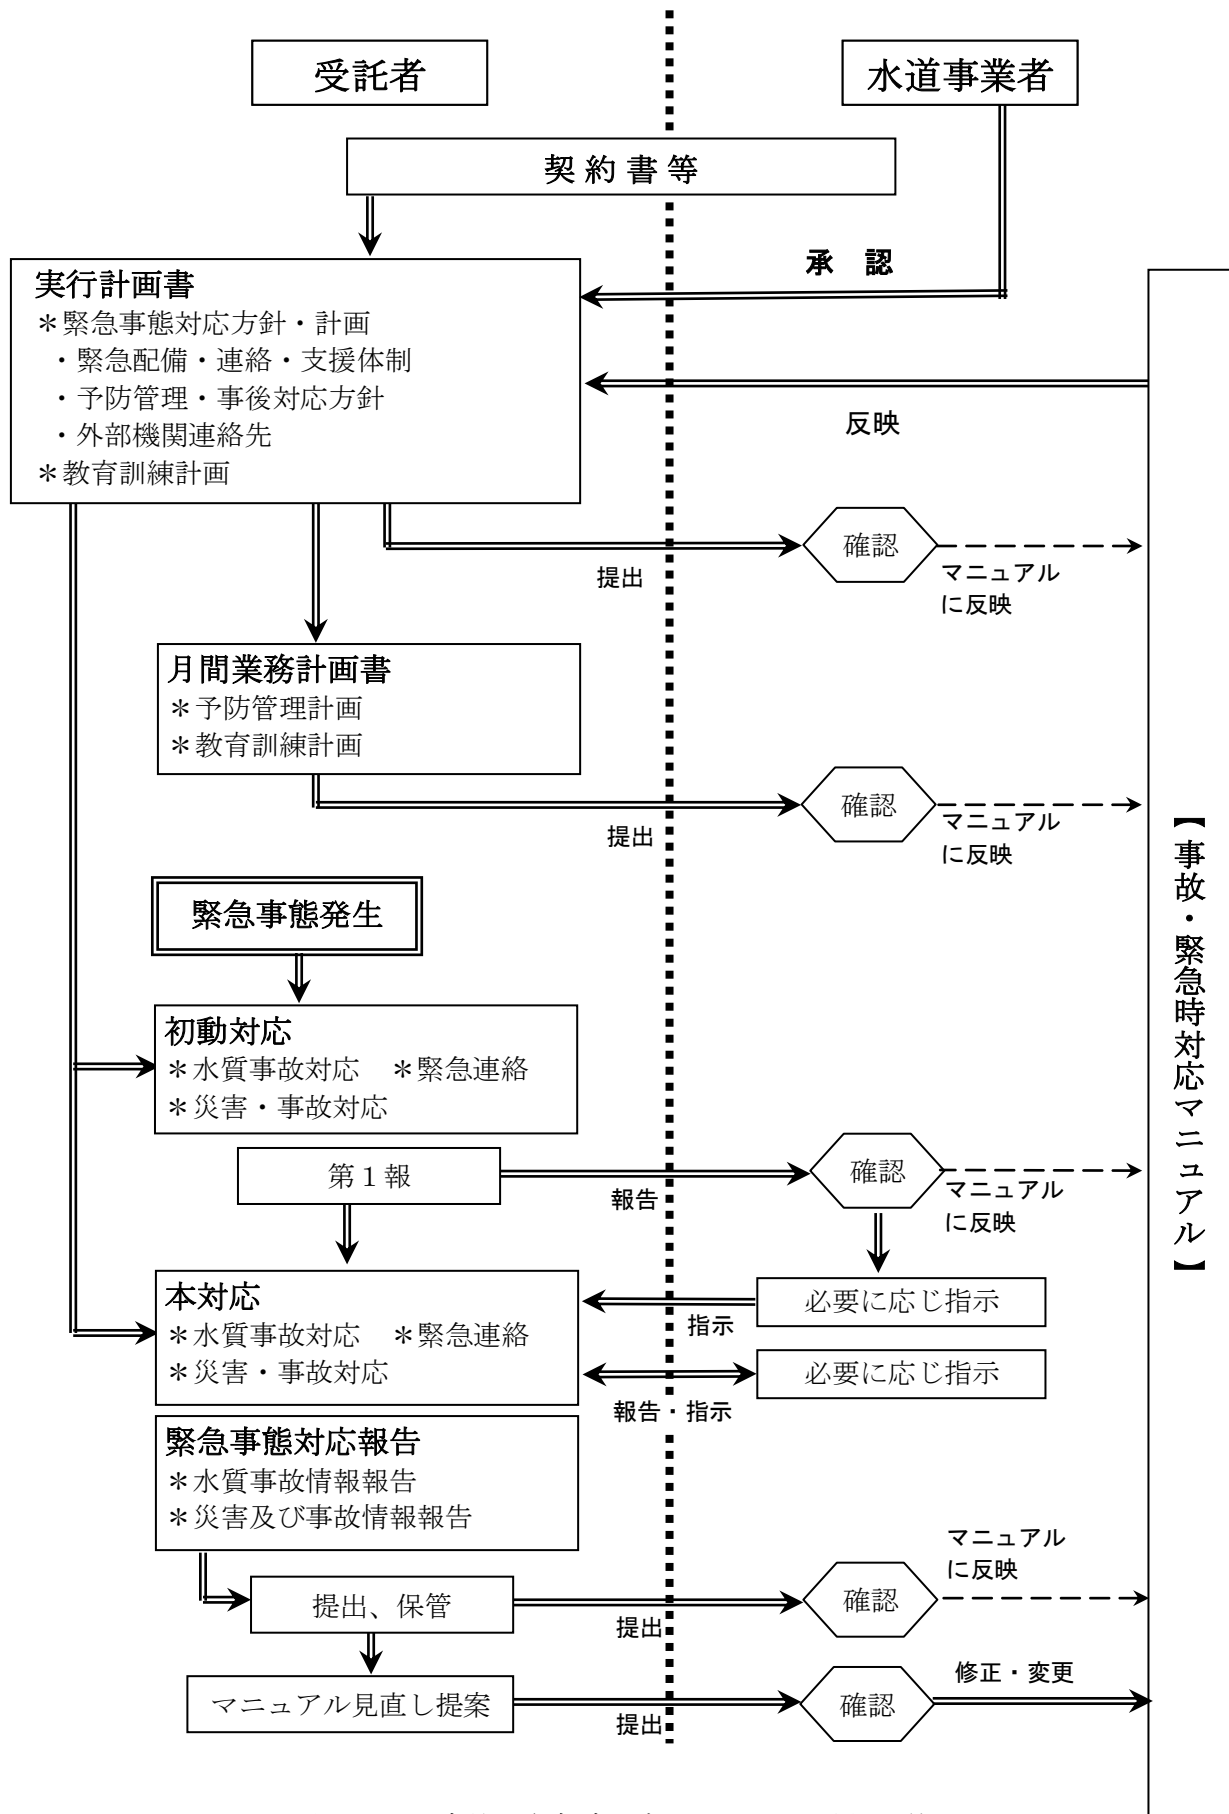 受託者
水道事業者
契約書等
承　認
実行計画書
＊緊急事態対応方針・計画
・緊急配備・連絡・支援体制
・予防管理・事後対応方針
・外部機関連絡先
＊教育訓練計画
反映
確認
提出
マニュアル
に反映
月間業務計画書
＊予防管理計画
＊教育訓練計画
確認
提出
マニュアル
に反映
【事故・緊急時対応マニュアル】
緊急事態発生
初動対応
＊水質事故対応　＊緊急連絡
＊災害・事故対応
第１報
報告
確認
マニュアル
に反映
本対応
＊水質事故対応　＊緊急連絡
＊災害・事故対応
必要に応じ指示
指示
必要に応じ指示
報告・指示
緊急事態対応報告
＊水質事故情報報告
＊災害及び事故情報報告
マニュアル
に反映
提出、保管
提出
確認
マニュアル見直し提案
提出
確認
修正・変更